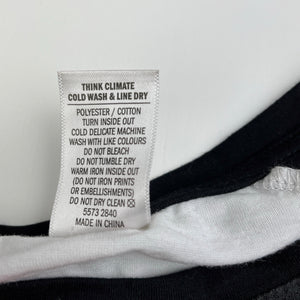 THINK CLIMATE
COLD WASH & LINE DRY
POLYESTER / COTTON
TURN INSIDE OUT
COLD DELICATE MACHINE
WASH WITH LIKE COLOURS
DO NOT BLEACH
DO NOT TUMBLE DRY
WARM IRON INSIDE OUT
(DO NOT IRON PRINTS
OR EMBELLISHMENTS)
DO NOT DRY CLEAN
5573 2840
MADE IN CHINA